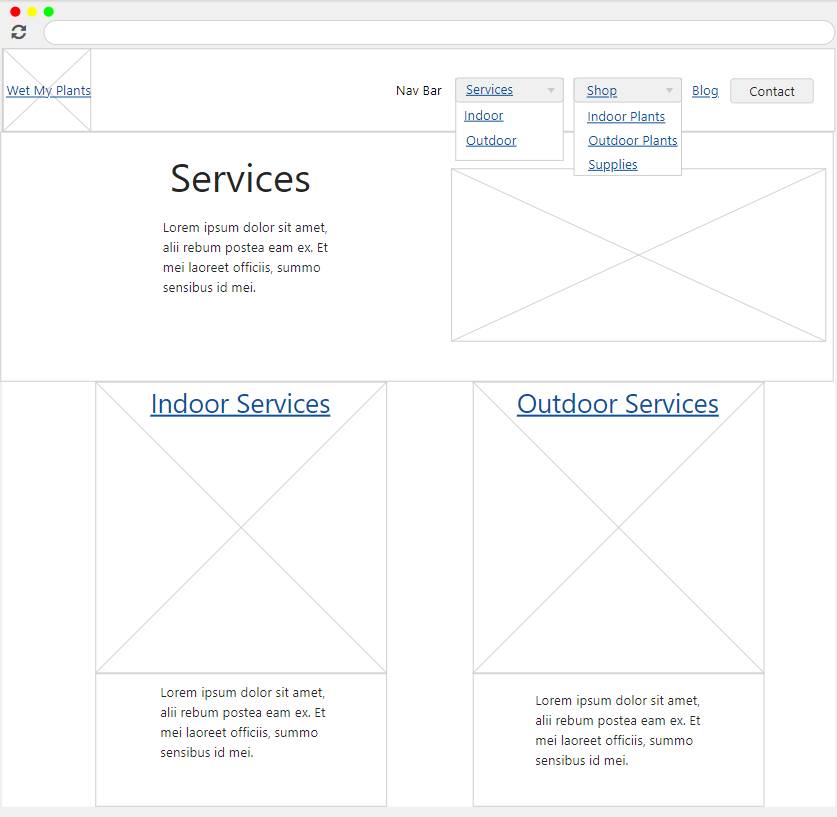 Wet My Plants
Nav Bar
Services
Shop
Blog
Contact
Indoor
Outdoor
Indoor Plants
Outdoor Plants
Supplies
Services
Lorem ipsum dolor sit amet,
alii rebum postea eam ex. Et
mei laoreet officiis, summo
sensibus id mei.
Indoor Services
Outdoor Services
Lorem ipsum dolor sit amet,
alii rebum postea eam ex. Et
mei laoreet officiis, summo
sensibus id mei.
Lorem ipsum dolor sit amet,
alii rebum postea eam ex. Et
mei laoreet officiis, summo
sensibus id mei.